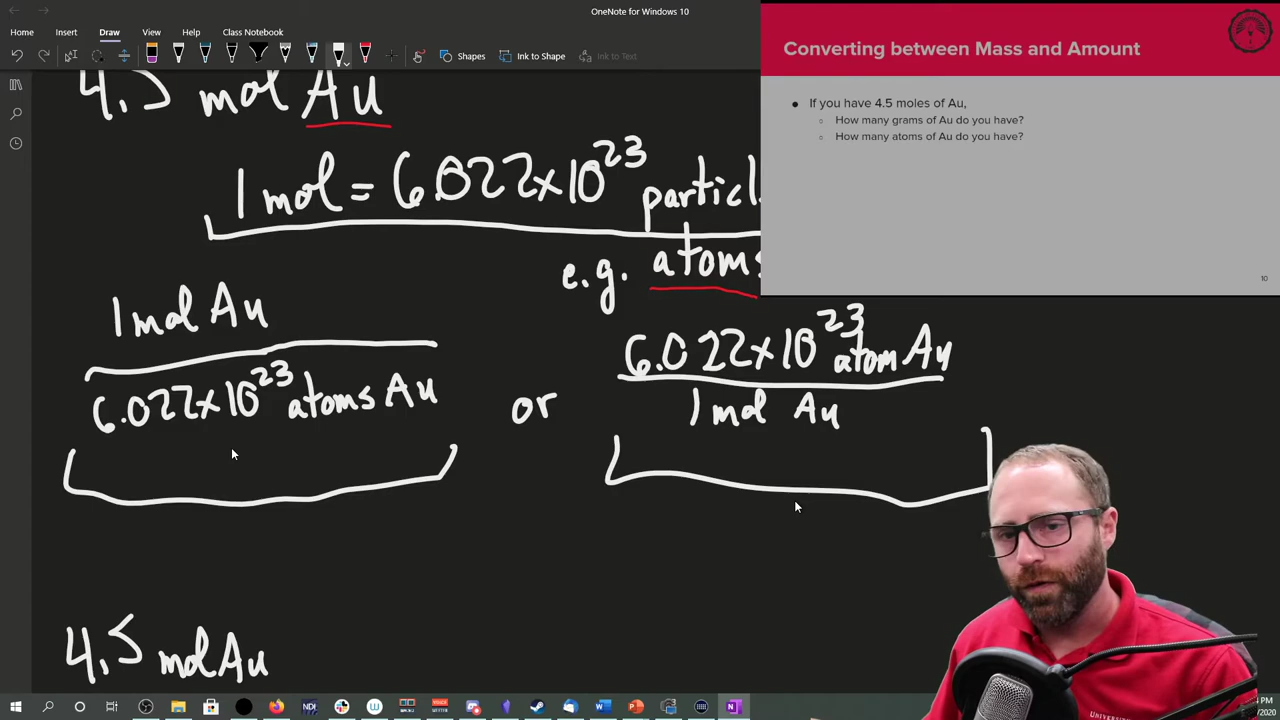 OneNote for Windows 10
Home Insert Draw View Class Notebook
Shapes Ink to Shape Ink to Text
Converting between Mass and Amount
● If you have 4.5 moles of Au,
○ How many grams of Au do you have?
○ How many atoms of Au do you have?
10
4.5 mol Au
1 mol = 6.022x10^23 particl
e.g. atoms
1 mol Au
6.022x10^23 atoms Au
or
6.022x10^23 atom Au
1 mol Au
4.5 mol Au